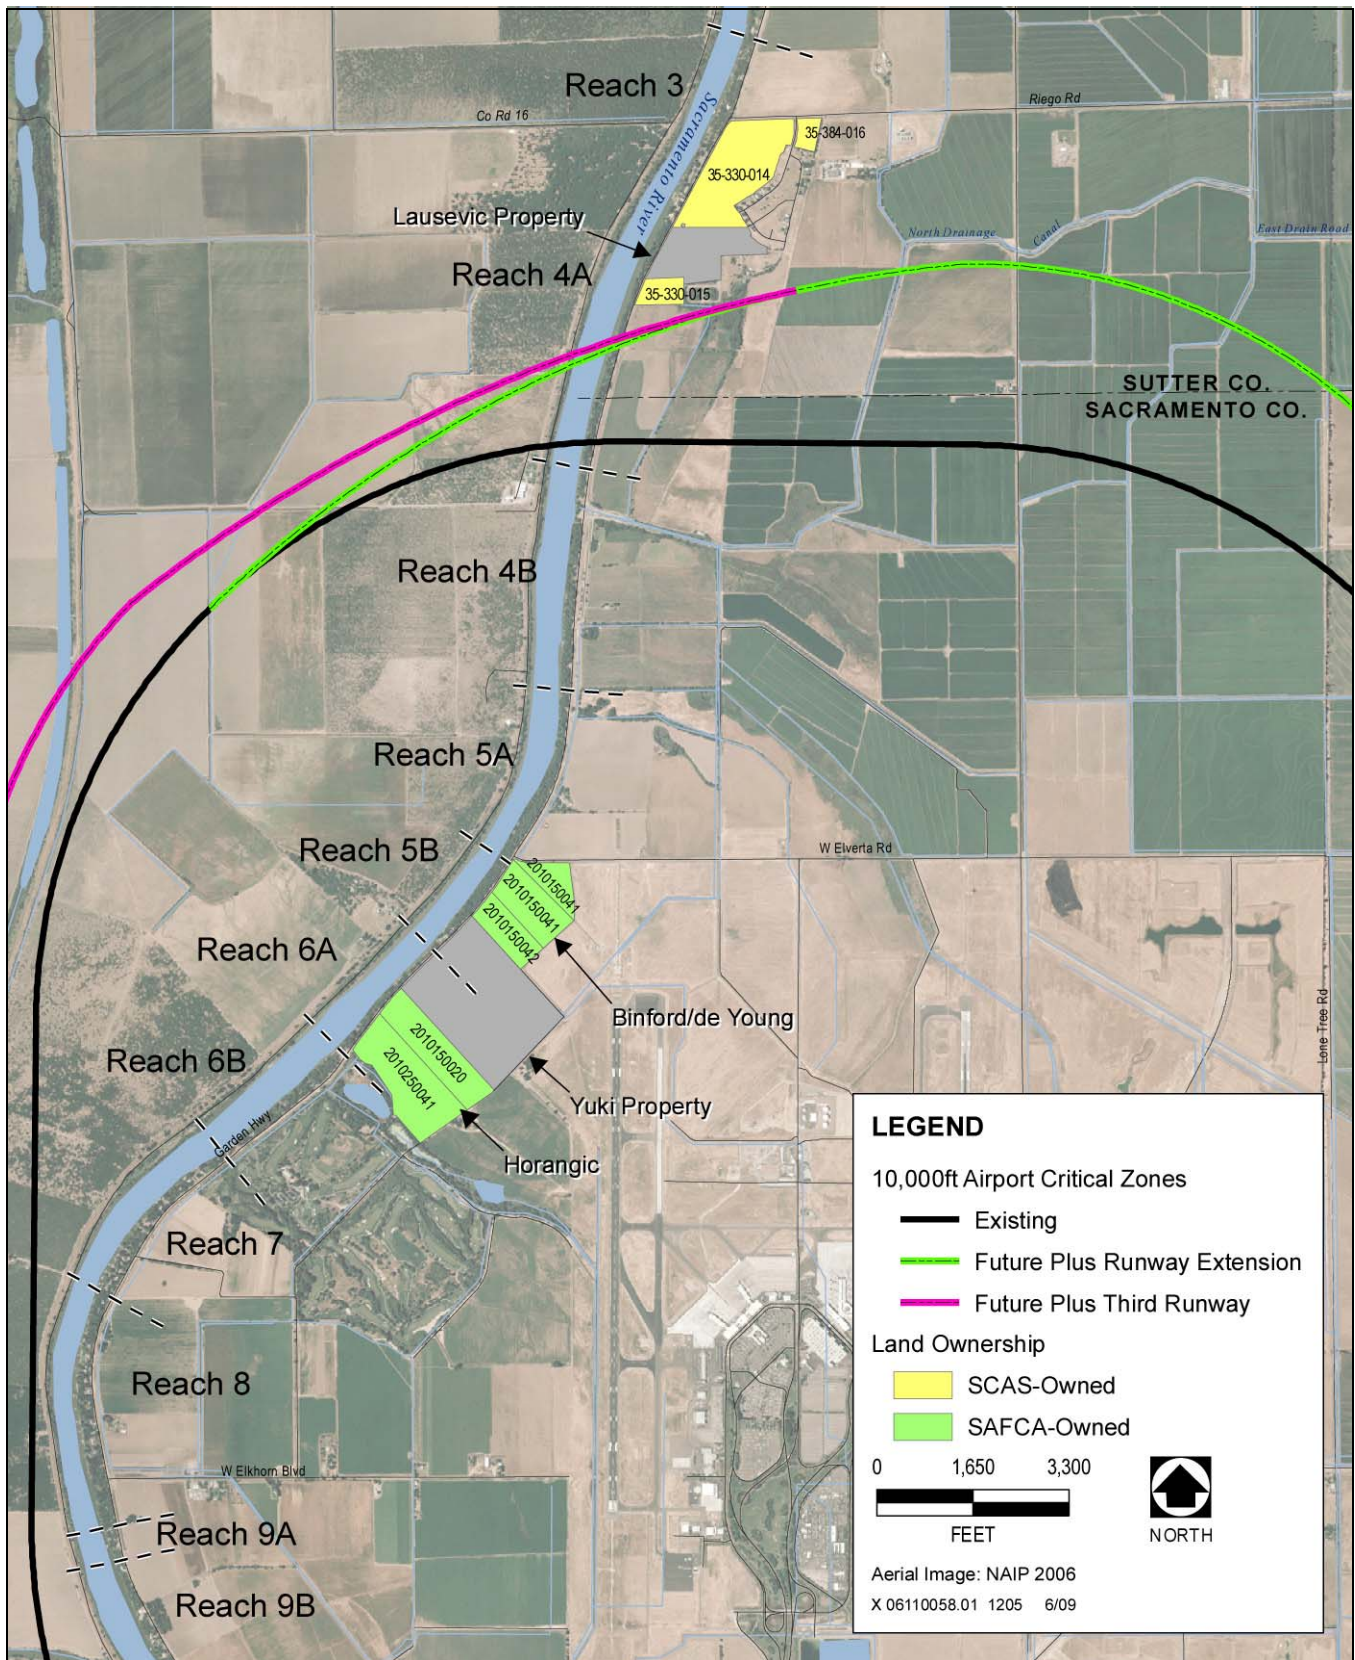 Reach 3
Sacramento River
Co Rd 16
Riego Rd
35-384-016
35-330-014
Lausevic Property
North Drainage Canal
East Drain Road
Reach 4A
35-330-015
SUTTER CO.
SACRAMENTO CO.
Reach 4B
Reach 5A
Reach 5B
W Elverta Rd
2010150041
2010150041
2010150042
Reach 6A
Binford/de Young
Lone Tree Rd
2010150020
2010250041
Reach 6B
Yuki Property
Garden Hwy
Horangic
Reach 7
Reach 8
W Elkhorn Blvd
Reach 9A
Reach 9B
LEGEND
10,000ft Airport Critical Zones
Existing
Future Plus Runway Extension
Future Plus Third Runway
Land Ownership
SCAS-Owned
SAFCA-Owned
0 1,650 3,300
FEET
NORTH
Aerial Image: NAIP 2006
X 06110058.01 1205 6/09